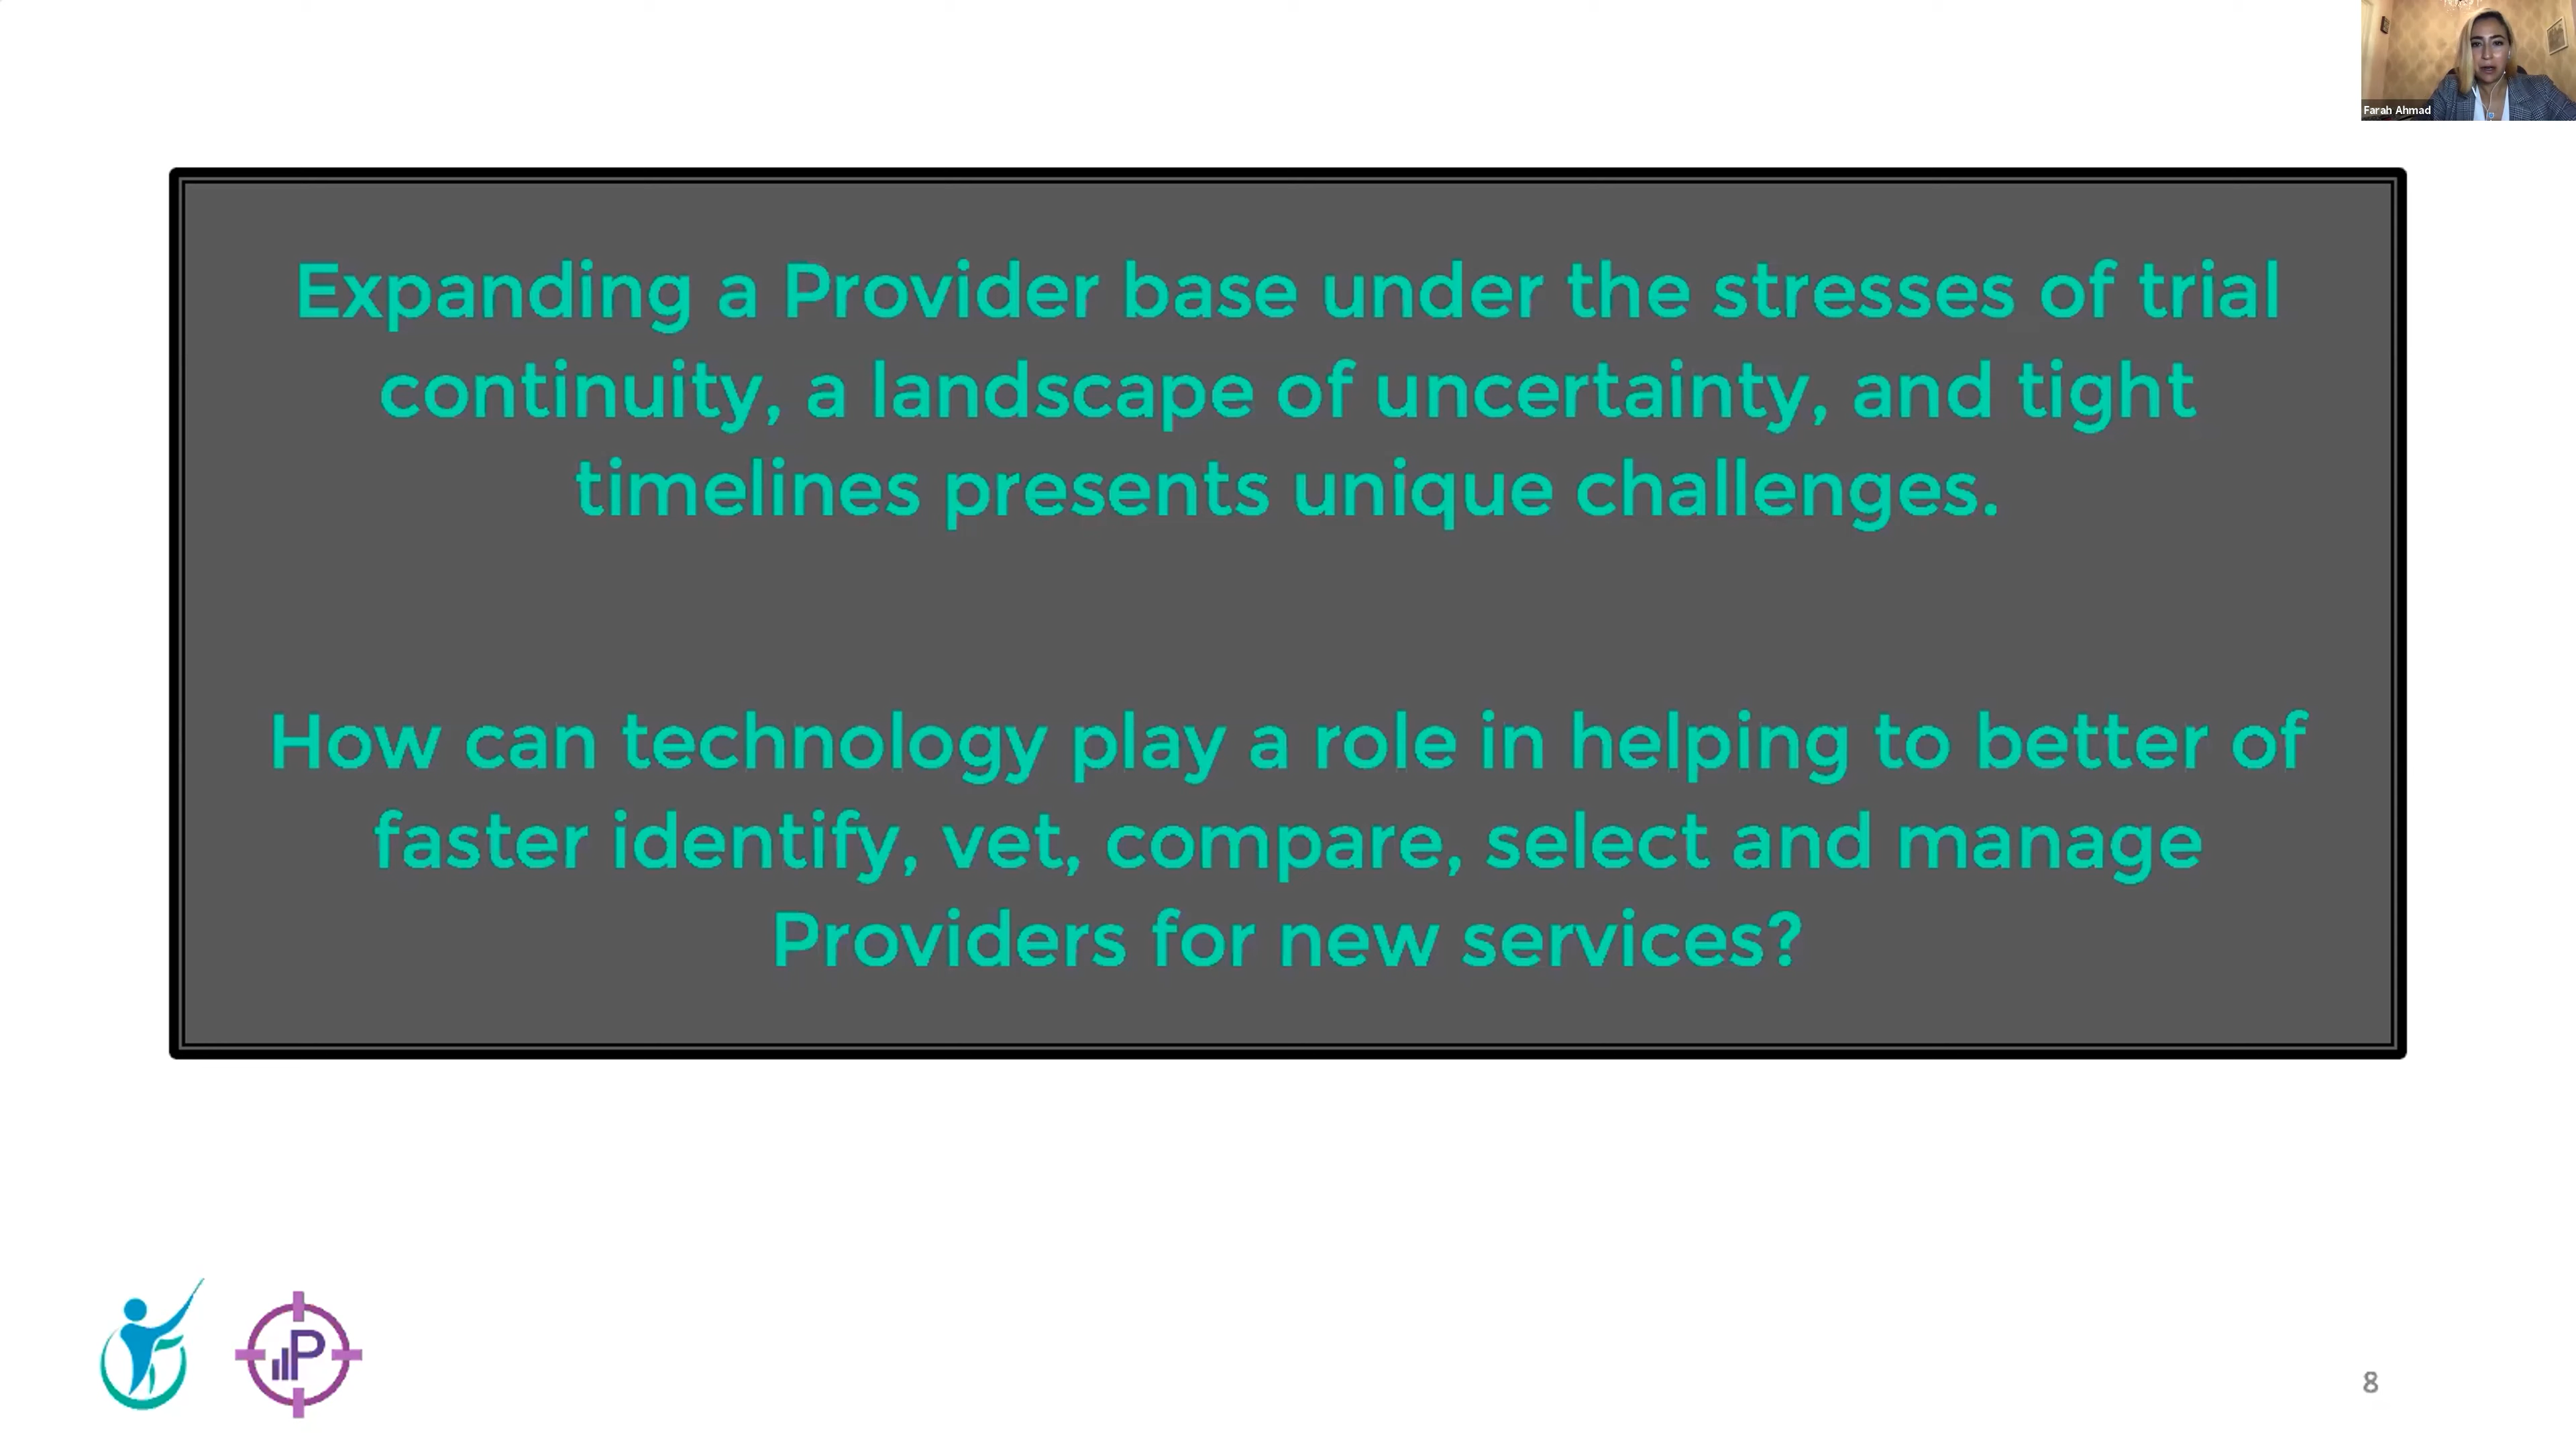 Farah Ahmad
Expanding a Provider base under the stresses of trial
continuity, a landscape of uncertainty, and tight
timelines presents unique challenges.
How can technology play a role in helping to better of
faster identify, vet, compare, select and manage
Providers for new services?
P
8